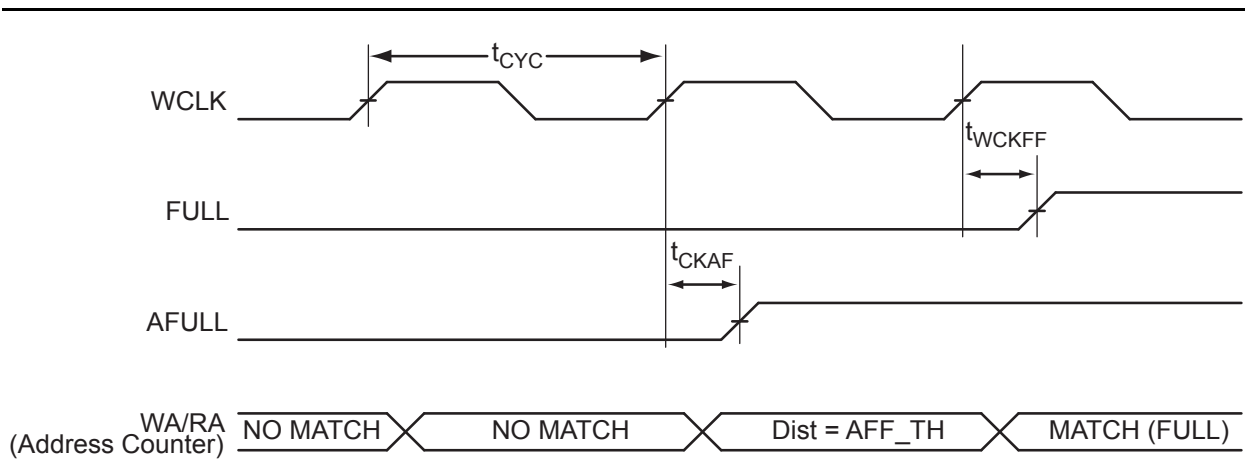 tCYC
WCLK
tWCKFF
FULL
tCKAF
AFULL
WA/RA
(Address Counter)
NO MATCH
NO MATCH
Dist = AFF_TH
MATCH (FULL)